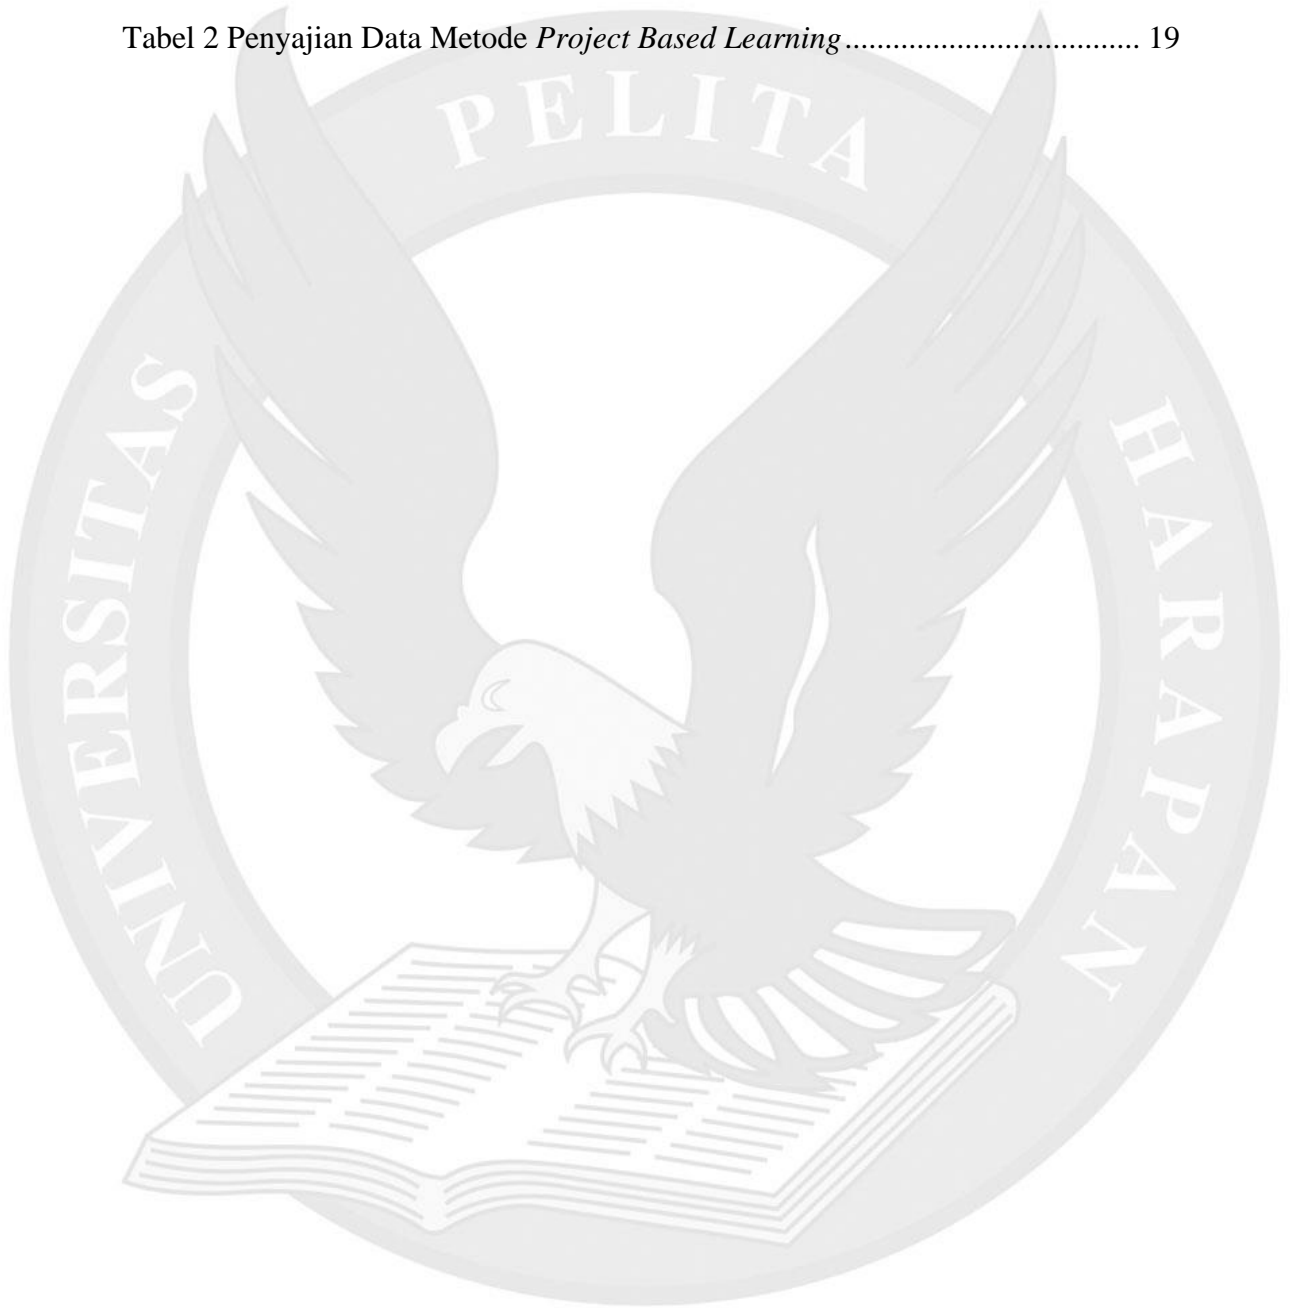 Tabel 2 Penyajian Data Metode Project Based Learning..................................... 19
PELITA
UNIVERSITAS
HARAPAN